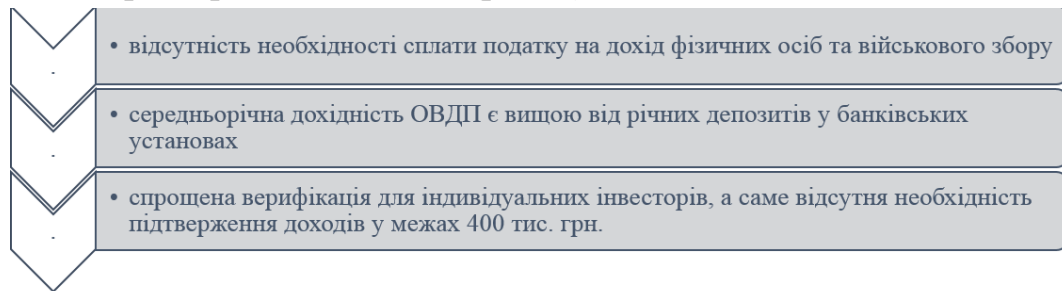 • відсутність необхідності сплати податку на дохід фізичних осіб та військового збору
• середньорічна дохідність ОВДП є вищою від річних депозитів у банківських
установах
• спрощена верифікація для індивідуальних інвесторів, а саме відсутня необхідність
підтверження доходів у межах 400 тис. грн.